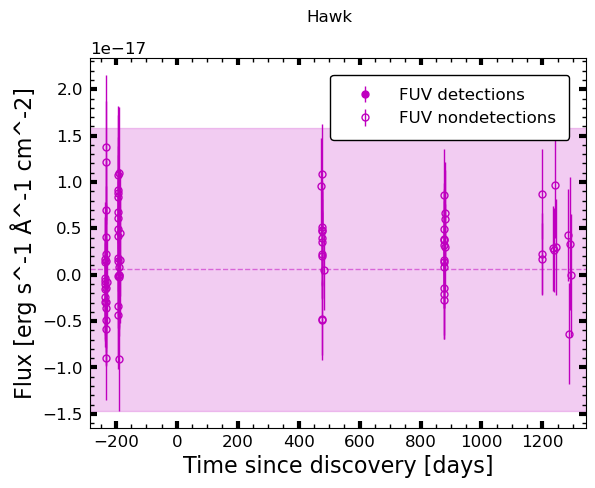 Hawk
1e−17
FUV detections
FUV nondetections
2.0
1.5
1.0
0.5
0.0
−0.5
−1.0
−1.5
Flux [erg s^-1 Å^-1 cm^-2]
−200 0 200 400 600 800 1000 1200
Time since discovery [days]